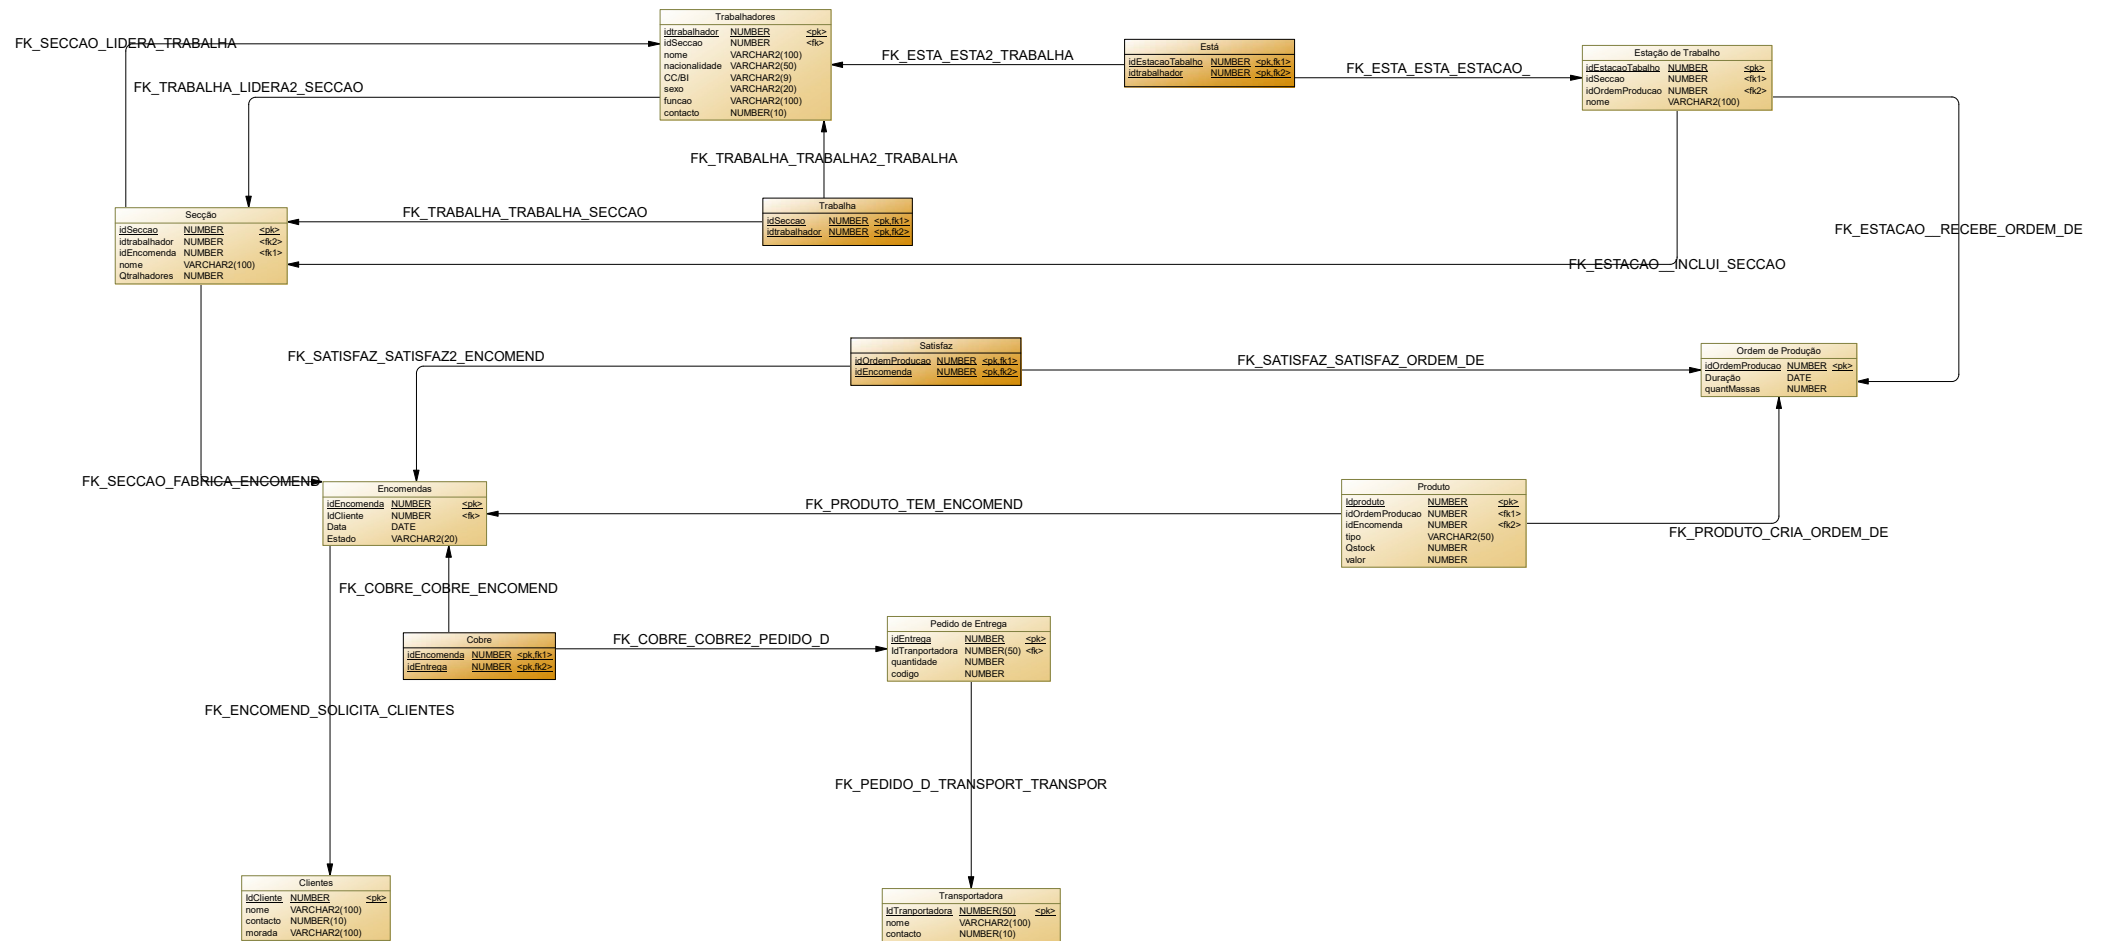 Trabalhadores
idtrabalhador NUMBER <pk>
idSeccao NUMBER <fk>
nome VARCHAR2(100)
nacionalidade VARCHAR2(50)
CC/BI VARCHAR2(9)
sexo VARCHAR2(20)
funcao VARCHAR2(100)
contacto NUMBER(10)
FK_SECCAO_LIDERA_TRABALHA
FK_TRABALHA_LIDERA2_SECCAO
FK_ESTA_ESTA2_TRABALHA
Está
idEstacaoTabalho NUMBER <pk,fk1>
idtrabalhador NUMBER <pk,fk2>
FK_ESTA_ESTA_ESTACAO_
Estação de Trabalho
idEstacaoTabalho NUMBER <pk>
idSeccao NUMBER <fk1>
idOrdemProducao NUMBER <fk2>
nome VARCHAR2(100)
FK_TRABALHA_TRABALHA2_TRABALHA
Secção
idSeccao NUMBER <pk>
idtrabalhador NUMBER <fk2>
idEncomenda NUMBER <fk1>
nome VARCHAR2(100)
Qtralhadores NUMBER
FK_TRABALHA_TRABALHA_SECCAO
Trabalha
idSeccao NUMBER <pk,fk1>
idtrabalhador NUMBER <pk,fk2>
FK_ESTACAO__RECEBE_ORDEM_DE
FK_ESTACAO__INCLUI_SECCAO
FK_SATISFAZ_SATISFAZ2_ENCOMEND
Satisfaz
idOrdemProducao NUMBER <pk,fk1>
idEncomenda NUMBER <pk,fk2>
FK_SATISFAZ_SATISFAZ_ORDEM_DE
Ordem de Produção
idOrdemProducao NUMBER <pk>
Duração DATE
quantMassas NUMBER
FK_SECCAO_FABRICA_ENCOMEND
Encomendas
idEncomenda NUMBER <pk>
IdCliente NUMBER <fk>
Data DATE
Estado VARCHAR2(20)
FK_PRODUTO_TEM_ENCOMEND
Produto
Idproduto NUMBER <pk>
idOrdemProducao NUMBER <fk1>
idEncomenda NUMBER <fk2>
tipo VARCHAR2(50)
Qstock NUMBER
valor NUMBER
FK_PRODUTO_CRIA_ORDEM_DE
FK_COBRE_COBRE_ENCOMEND
Cobre
idEncomenda NUMBER <pk,fk1>
idEntrega NUMBER <pk,fk2>
FK_COBRE_COBRE2_PEDIDO_D
Pedido de Entrega
idEntrega NUMBER <pk>
IdTranportadora NUMBER(50) <fk>
quantidade NUMBER
codigo NUMBER
FK_ENCOMEND_SOLICITA_CLIENTES
FK_PEDIDO_D_TRANSPORT_TRANSPOR
Clientes
IdCliente NUMBER <pk>
nome VARCHAR2(100)
contacto NUMBER(10)
morada VARCHAR2(100)
Transportadora
IdTranportadora NUMBER(50) <pk>
nome VARCHAR2(100)
contacto NUMBER(10)